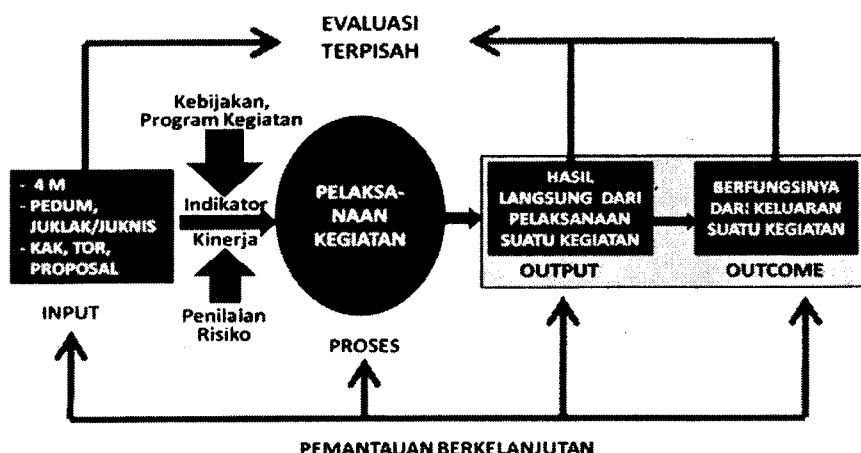 EVALUASI
TERPISAH
Kebijakan,
Program Kegiatan
- 4 M
- PEDUM,
JUKLAK/JUKNIS
- KAK, TOR,
PROPOSAL
INPUT
Indikator
Kinerja
Penilaian
Risiko
PELAKSA-
NAAN
KEGIATAN
PROSES
HASIL
LANGSUNG DARI
PELAKSANAAN
SUATU KEGIATAN
OUTPUT
BERFUNGSINYA
DARI KELUARAN
SUATU KEGIATAN
OUTCOME
PEMANTAUAN BERKELANJUTAN